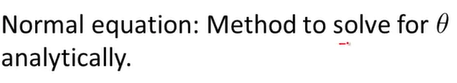 Normal equation: Method to solve for θ
analytically.